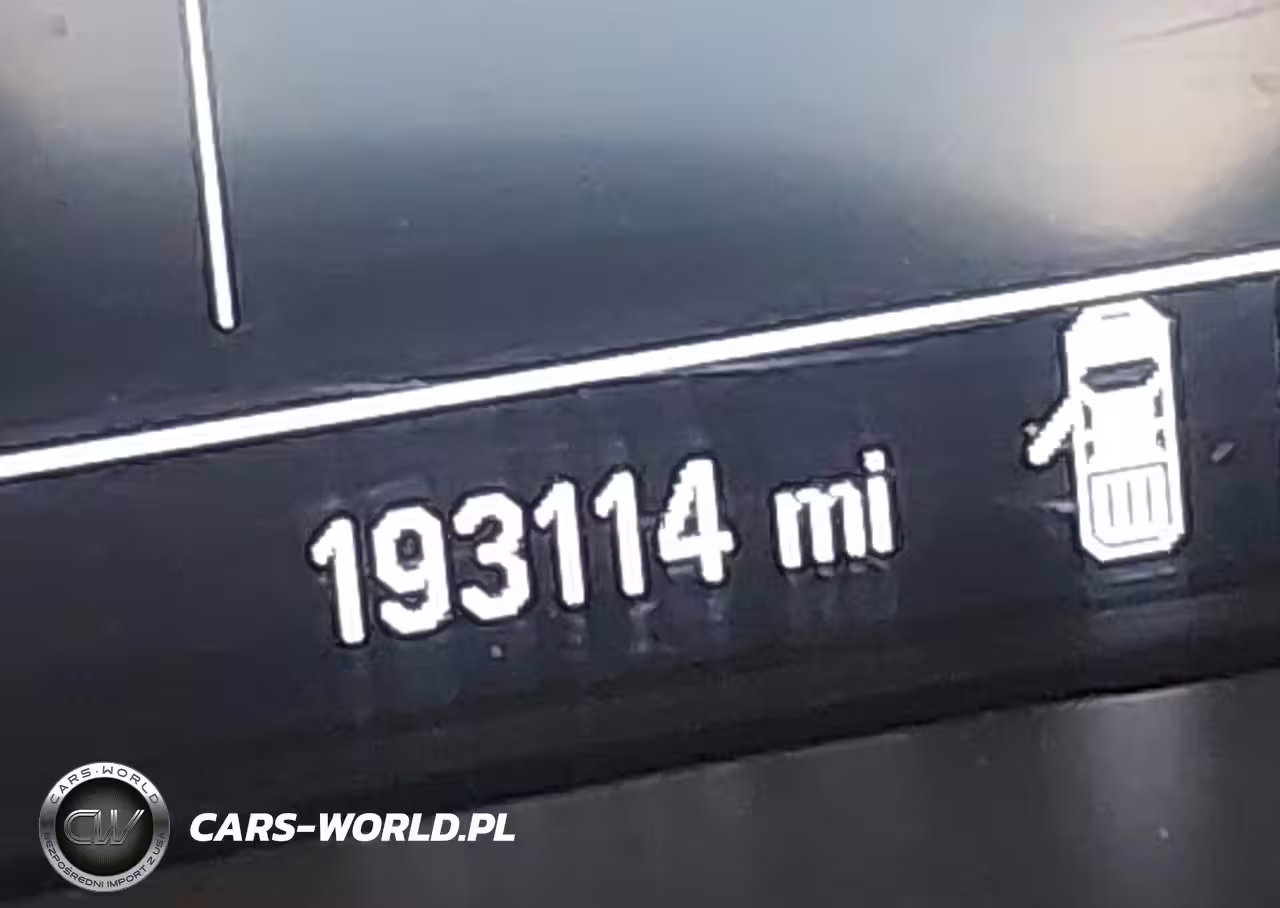 193114 mi
CARS-WORLD
CW
BEZPOŚREDNI IMPORT Z USA
CARS-WORLD.PL